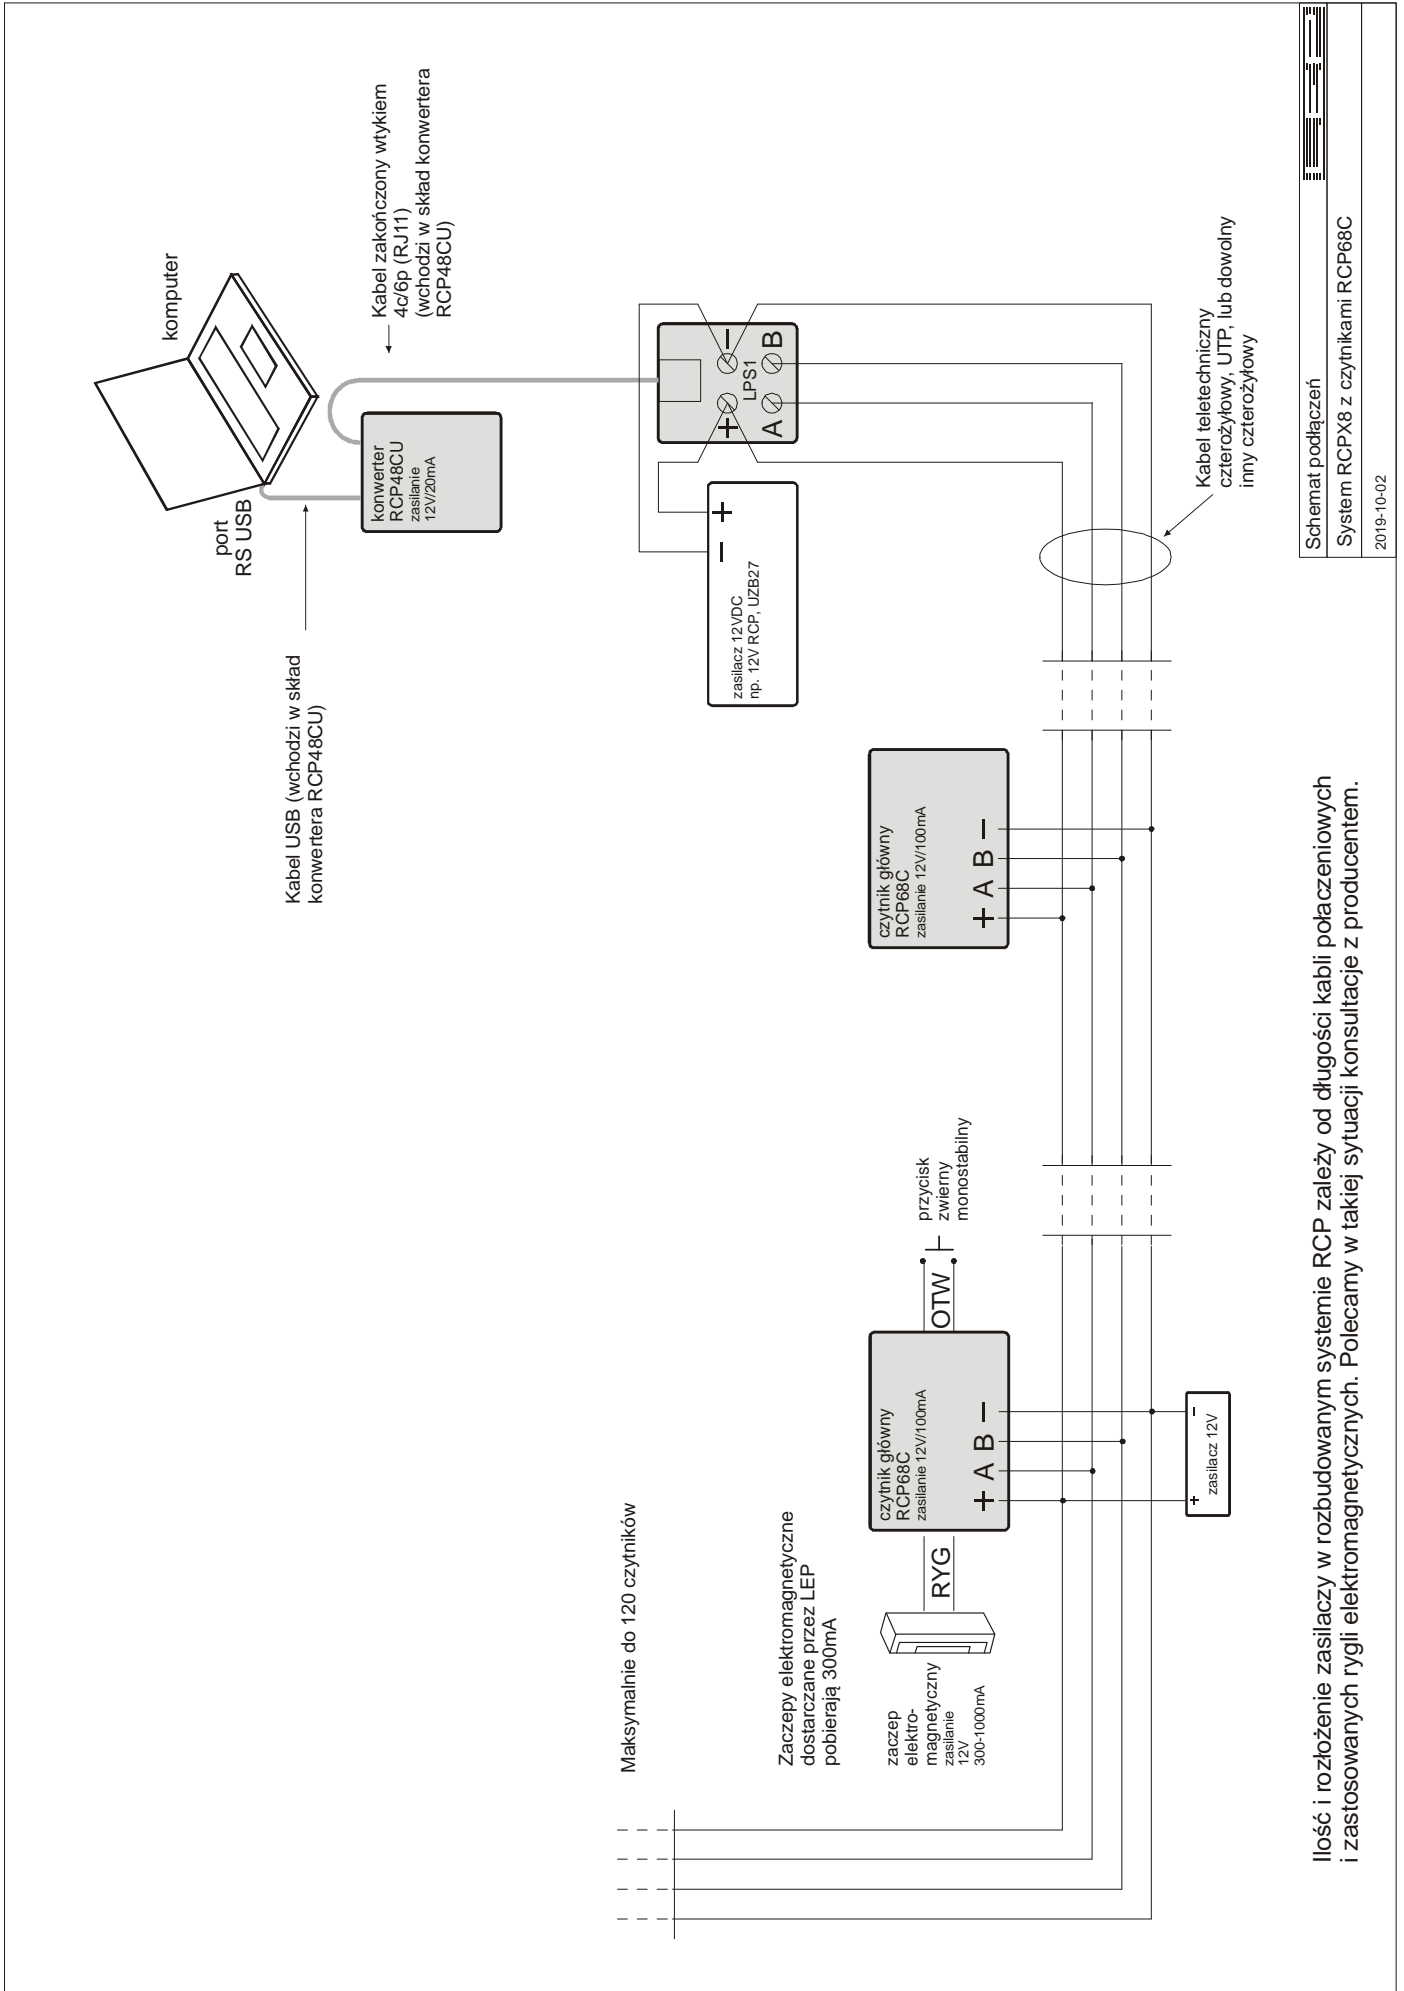 komputer
port
RS USB
Kabel zakończony wtykiem
4c/6p (RJ11)
(wchodzi w skład konwertera
RCP48CU)
konwerter
RCP48CU
zasilanie
12V/20mA
Kabel USB (wchodzi w skład
konwertera RCP48CU)
+ −
LPS1
A B
− +
zasilacz 12VDC
np. 12V RCP, UZB27
Kabel teletechniczny
czterożyłowy, UTP, lub dowolny
inny czterożyłowy
czytnik główny
RCP68C
zasilanie 12V/100mA
+ A B −
przycisk
zwierny
monostabilny
OTW
czytnik główny
RCP68C
zasilanie 12V/100mA
+ A B −
RYG
zasilacz 12V
+ -
Maksymalnie do 120 czytników
Zaczepy elektromagnetyczne
dostarczane przez LEP
pobierają 300mA
zaczep
elektro-
magnetyczny
zasilanie
12V
300-1000mA
Ilość i rozłożenie zasilaczy w rozbudowanym systemie RCP zależy od długości kabli połaczeniowych
i zastosowanych rygli elektromagnetycznych. Polecamy w takiej sytuacji konsultacje z producentem.
Schemat podłączeń
LEP
System RCPX8 z czytnikami RCP68C
2019-10-02